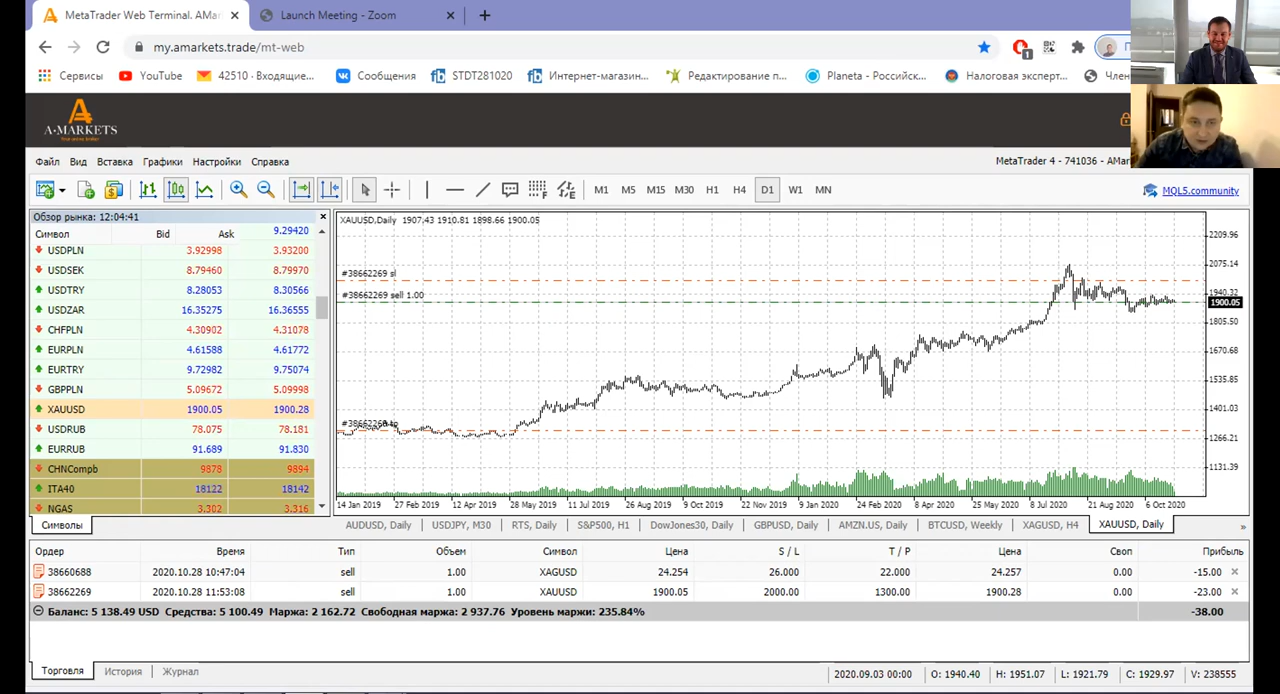 MetaTrader Web Terminal. AMar
Launch Meeting - Zoom
my.amarkets.trade/mt-web
1
Сервисы YouTube 42510 · Входящие... Сообщения STDT281020 Интернет-магазин... Редактирование п... Planeta - Российск... Налоговая эксперт... Член
A·MARKETS
Файл Вид Вставка Графики Настройки Справка
MetaTrader 4 - 741036 - AMar
M1 M5 M15 M30 H1 H4 D1 W1 MN
MQL5.community
Обзор рынка: 12:04:41
Символ Bid Ask
9.29420
USDPLN 3.92998 3.93200
USDSEK 8.79460 8.79970
USDTRY 8.28053 8.30566
USDZAR 16.35275 16.36555
CHFPLN 4.30902 4.31078
EURPLN 4.61588 4.61772
EURTRY 9.72982 9.75074
GBPPLN 5.09672 5.09998
XAUUSD 1900.05 1900.28
USDRUB 78.075 78.181
EURRUB 91.689 91.830
CHNCompb 9878 9894
ITA40 18122 18142
NGAS 3.302 3.316
Символы
XAUUSD,Daily 1907.43 1910.81 1898.66 1900.05
#38662269 sl
#38662269 sell 1.00
#38662269 tp
2209.96
2075.14
1940.32
1900.05
1805.50
1670.68
1535.85
1401.03
1266.21
1131.39
14 Jan 2019 27 Feb 2019 12 Apr 2019 28 May 2019 11 Jul 2019 26 Aug 2019 9 Oct 2019 22 Nov 2019 9 Jan 2020 24 Feb 2020 8 Apr 2020 25 May 2020 8 Jul 2020 21 Aug 2020 6 Oct 2020
AUDUSD, Daily USDJPY, M30 RTS, Daily S&P500, H1 DowJones30, Daily GBPUSD, Daily AMZN.US, Daily BTCUSD, Weekly XAGUSD, H4 XAUUSD, Daily »
Ордер Время Тип Объем Символ Цена S / L T / P Цена Своп Прибыль
38660688 2020.10.28 10:47:04 sell 1.00 XAGUSD 24.254 26.000 22.000 24.257 0.00 -15.00
38662269 2020.10.28 11:53:08 sell 1.00 XAUUSD 1900.05 2000.00 1300.00 1900.28 0.00 -23.00
Баланс: 5 138.49 USD Средства: 5 100.49 Маржа: 2 162.72 Свободная маржа: 2 937.76 Уровень маржи: 235.84% -38.00
Торговля История Журнал
2020.09.03 00:00 O: 1940.40 H: 1951.07 L: 1921.79 C: 1929.97 V: 238555